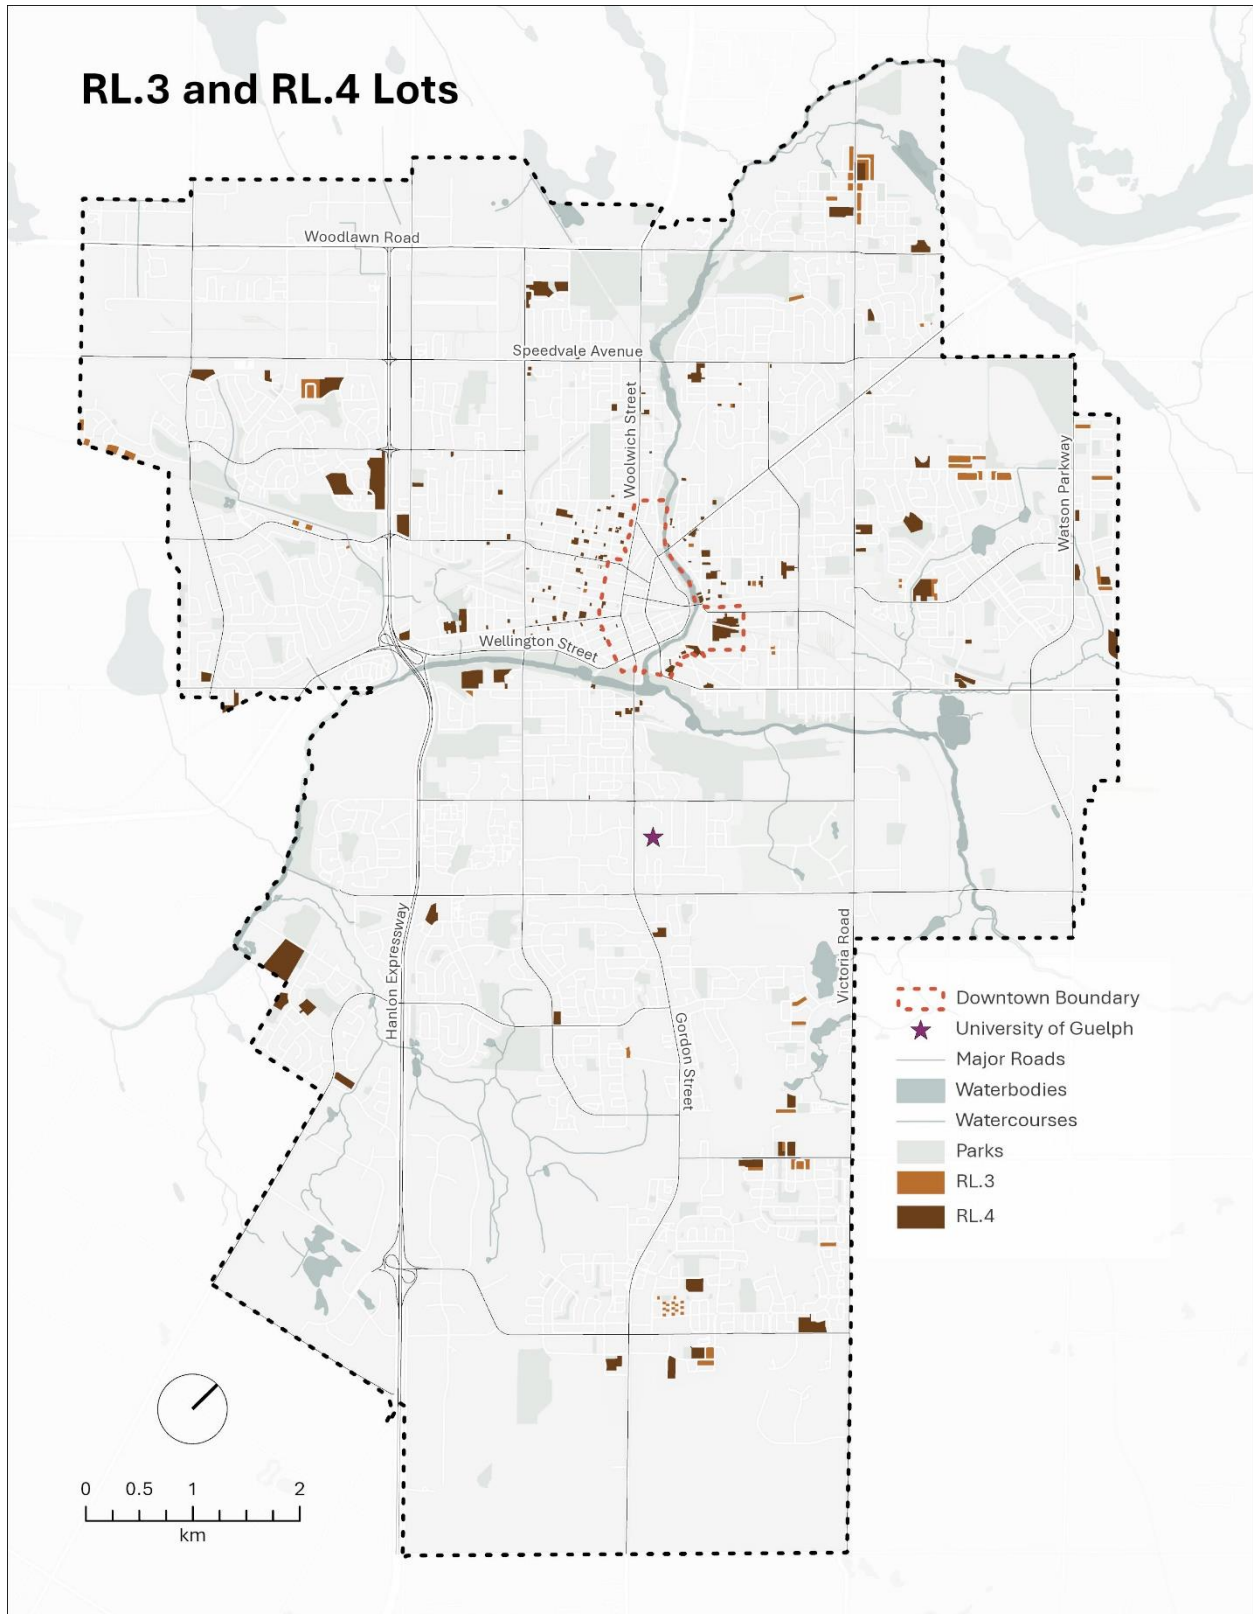 RL.3 and RL.4 Lots
Woodlawn Road
Speedvale Avenue
Woolwich Street
Watson Parkway
Wellington Street
Hanlon Expressway
Victoria Road
Gordon Street
Downtown Boundary
University of Guelph
Major Roads
Waterbodies
Watercourses
Parks
RL.3
RL.4
0 0.5 1 2
km